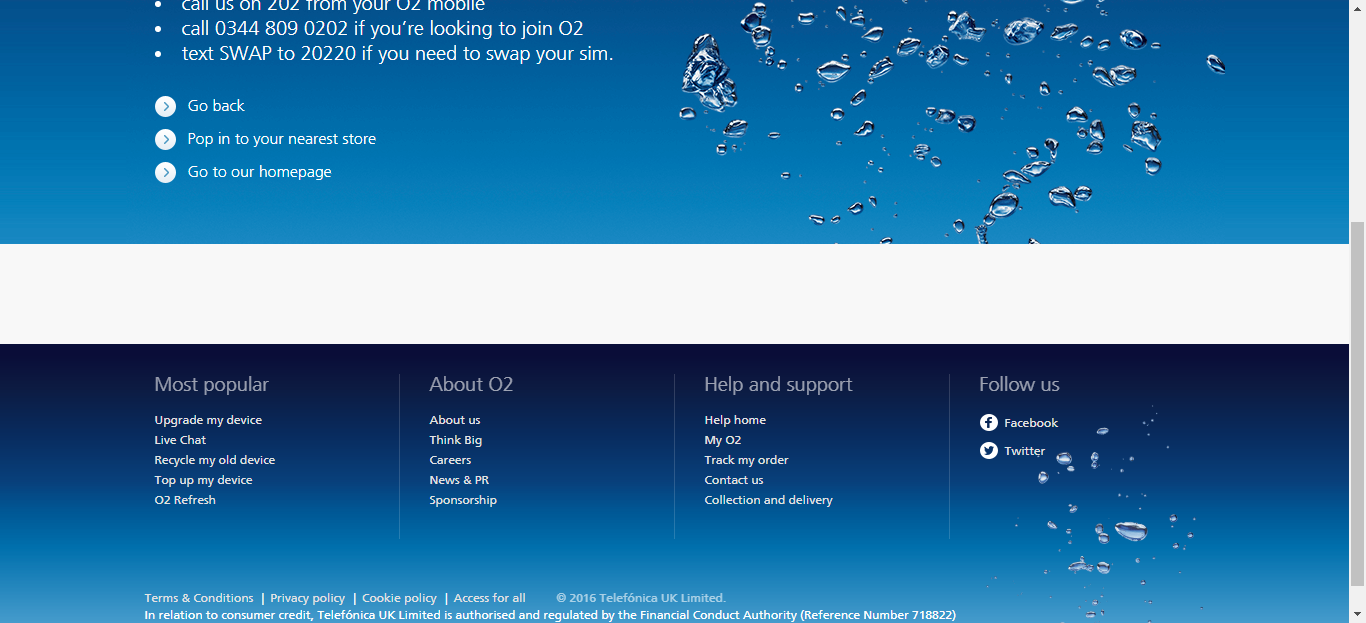 • call us on 202 from your O2 mobile
• call 0344 809 0202 if you’re looking to join O2
• text SWAP to 20220 if you need to swap your sim.
Go back
Pop in to your nearest store
Go to our homepage
Most popular
Upgrade my device
Live Chat
Recycle my old device
Top up my device
O2 Refresh
About O2
About us
Think Big
Careers
News & PR
Sponsorship
Help and support
Help home
My O2
Track my order
Contact us
Collection and delivery
Follow us
Facebook
Twitter
Terms & Conditions | Privacy policy | Cookie policy | Access for all © 2016 Telefónica UK Limited.
In relation to consumer credit, Telefónica UK Limited is authorised and regulated by the Financial Conduct Authority (Reference Number 718822)